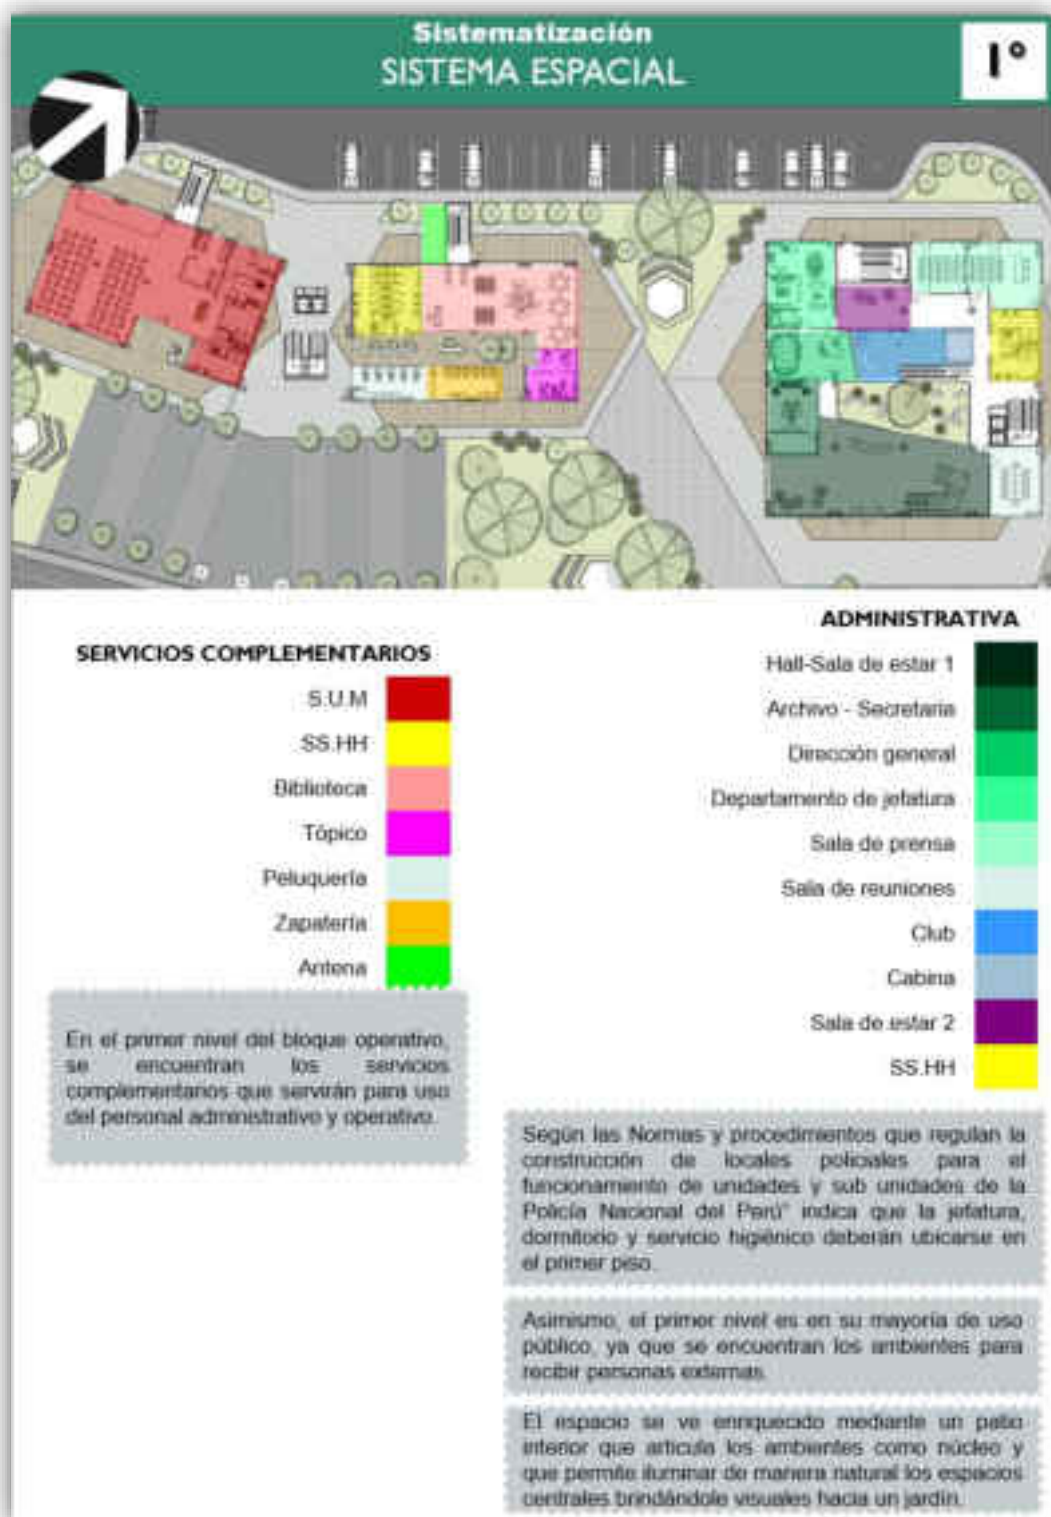 Sistematización
SISTEMA ESPACIAL
1°
SERVICIOS COMPLEMENTARIOS
S.U.M
SS.HH
Biblioteca
Tópico
Peluquería
Zapatería
Antena
En el primer nivel del bloque operativo,
se encuentran los servicios
complementarios que servirán para uso
del personal administrativo y operativo.
ADMINISTRATIVA
Hall-Sala de estar 1
Archivo - Secretaria
Dirección general
Departamento de jefatura
Sala de prensa
Sala de reuniones
Club
Cabina
Sala de estar 2
SS.HH
Según las Normas y procedimientos que regulan la
construcción de locales policiales para el
funcionamiento de unidades y sub unidades de la
Policía Nacional del Perú" indica que la jefatura,
dormitorio y servicio higiénico deberán ubicarse en
el primer piso.
Asimismo, el primer nivel es en su mayoría de uso
público, ya que se encuentran los ambientes para
recibir personas externas.
El espacio se ve enriquecido mediante un patio
interior que articula los ambientes como núcleo y
que permite iluminar de manera natural los espacios
centrales brindándole visuales hacia un jardín.